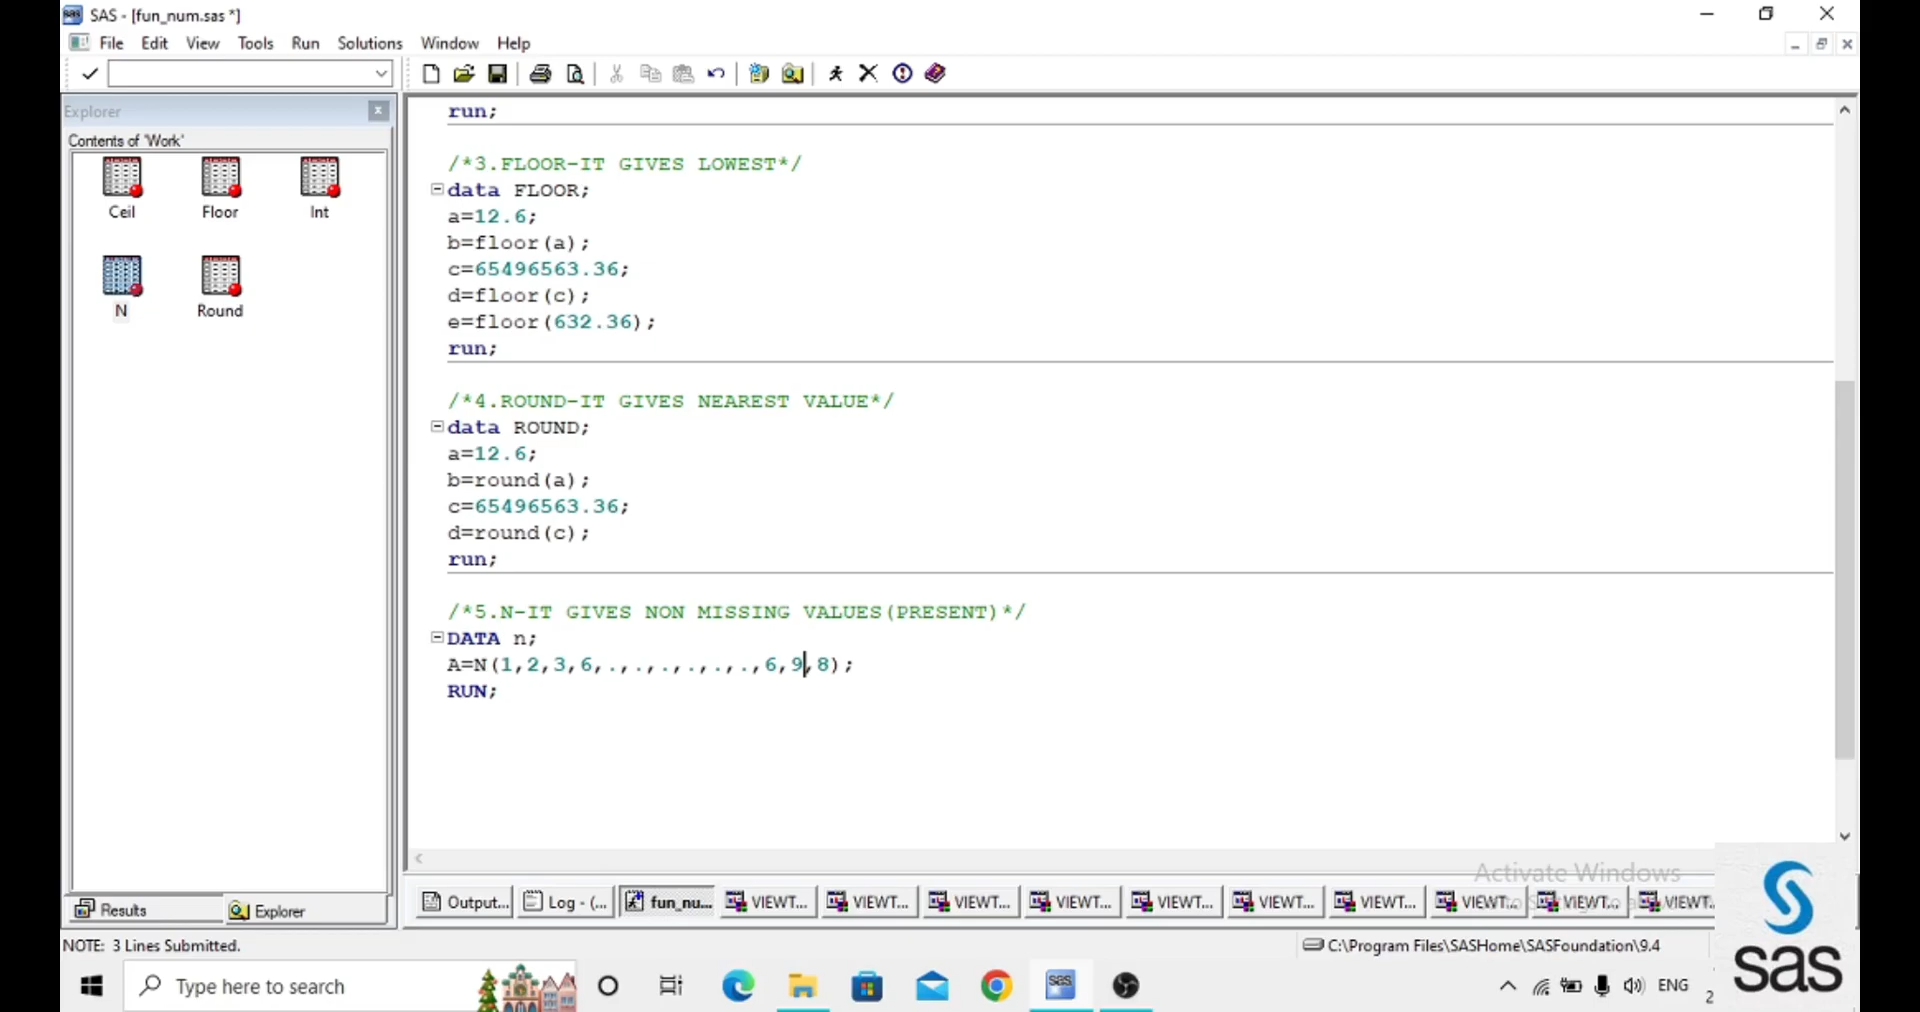 SAS - [fun_num.sas *]
File Edit View Tools Run Solutions Window Help
Explorer
Contents of 'Work'
Ceil Floor Int
N Round
run;
/*3.FLOOR-IT GIVES LOWEST*/
data FLOOR;
a=12.6;
b=floor(a);
c=65496563.36;
d=floor(c);
e=floor(632.36);
run;
/*4.ROUND-IT GIVES NEAREST VALUE*/
data ROUND;
a=12.6;
b=round(a);
c=65496563.36;
d=round(c);
run;
/*5.N-IT GIVES NON MISSING VALUES(PRESENT)*/
DATA n;
A=N(1,2,3,6,.,.,.,.,.,.,6,9,8);
RUN;
Activate Windows
Results Explorer
Output... Log - (... fun_nu... VIEWT... VIEWT... VIEWT... VIEWT... VIEWT... VIEWT... VIEWT... VIEWT... VIEWT... VIEWT...
NOTE: 3 Lines Submitted.
C:\Program Files\SASHome\SASFoundation\9.4
Type here to search
sas
ENG
2
sas